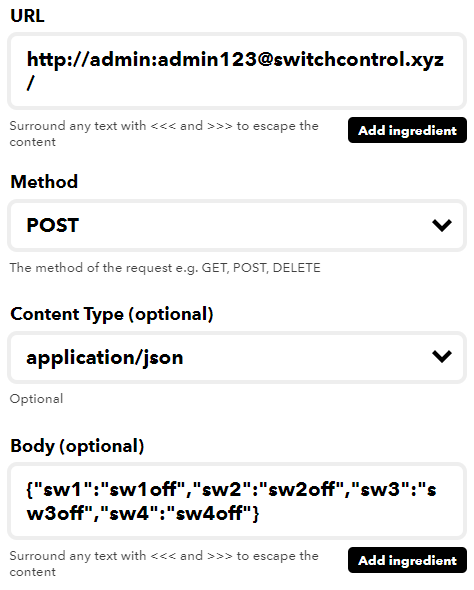 URL
http://admin:admin123@switchcontrol.xyz
/
Surround any text with <<< and >>> to escape the
content
Add ingredient
Method
POST
The method of the request e.g. GET, POST, DELETE
Content Type (optional)
application/json
Optional
Body (optional)
{"sw1":"sw1off","sw2":"sw2off","sw3":"s
w3off","sw4":"sw4off"}
Surround any text with <<< and >>> to escape the
content
Add ingredient